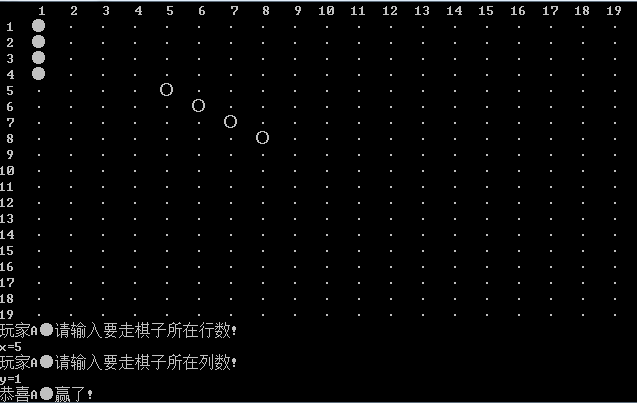 1 2 3 4 5 6 7 8 9 10 11 12 13 14 15 16 17 18 19
1 ● . . . . . . . . . . . . . . . . . .
2 ● . . . . . . . . . . . . . . . . . .
3 ● . . . . . . . . . . . . . . . . . .
4 ● . . . . . . . . . . . . . . . . . .
5 . . . . ○ . . . . . . . . . . . . . .
6 . . . . . ○ . . . . . . . . . . . . .
7 . . . . . . ○ . . . . . . . . . . . .
8 . . . . . . . ○ . . . . . . . . . . .
9 . . . . . . . . . . . . . . . . . . .
10 . . . . . . . . . . . . . . . . . . .
11 . . . . . . . . . . . . . . . . . . .
12 . . . . . . . . . . . . . . . . . . .
13 . . . . . . . . . . . . . . . . . . .
14 . . . . . . . . . . . . . . . . . . .
15 . . . . . . . . . . . . . . . . . . .
16 . . . . . . . . . . . . . . . . . . .
17 . . . . . . . . . . . . . . . . . . .
18 . . . . . . . . . . . . . . . . . . .
19 . . . . . . . . . . . . . . . . . . .
玩家A●请输入要走棋子所在行数!
x=5
玩家A●请输入要走棋子所在列数!
y=1
恭喜A●赢了!